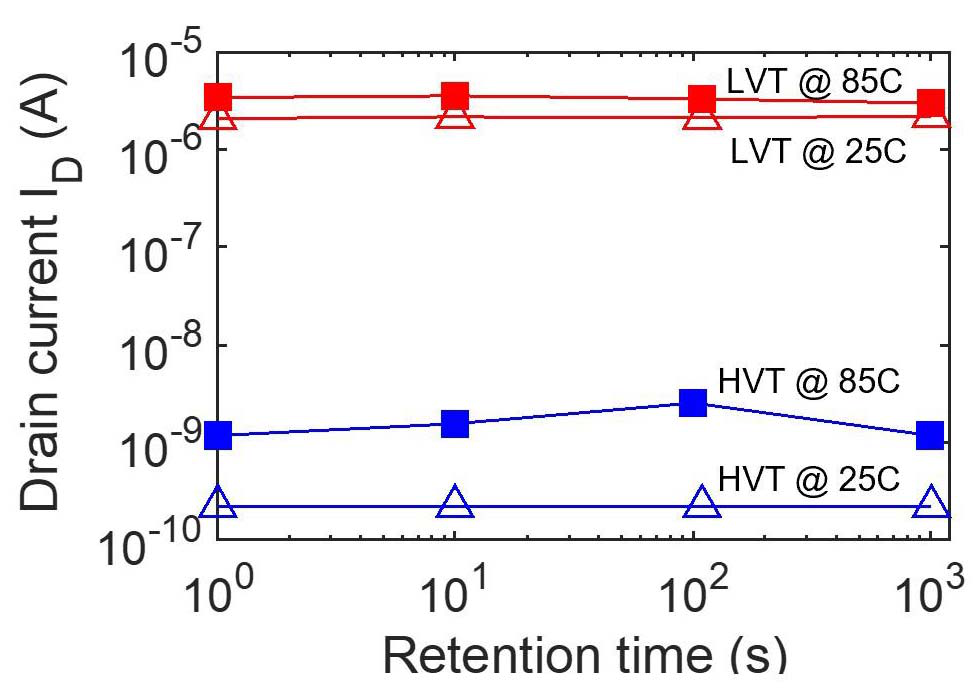 Drain current I_D (A)
10^-5
10^-6
10^-7
10^-8
10^-9
10^-10
LVT @ 85C
LVT @ 25C
HVT @ 85C
HVT @ 25C
10^0 10^1 10^2 10^3
Retention time (s)